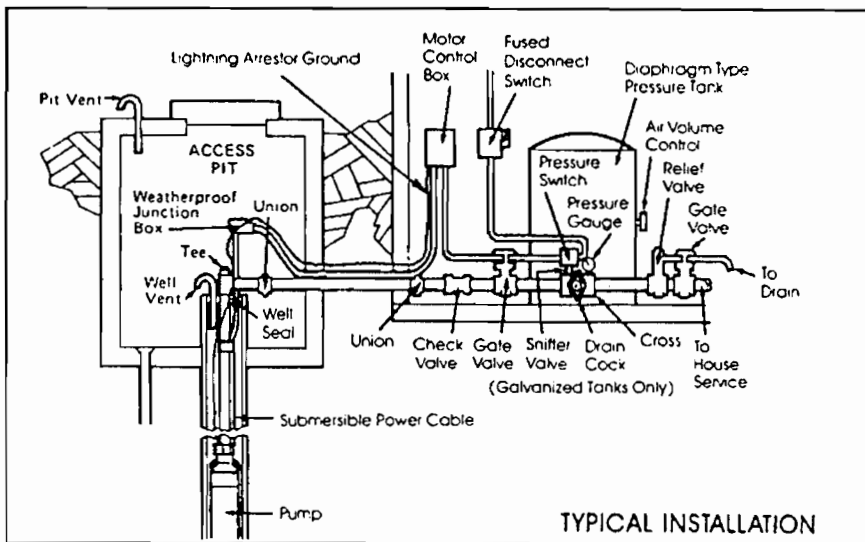 Lightning Arrestor Ground
Motor
Control
Box
Fused
Disconnect
Switch
Diaphragm Type
Pressure Tank
Pit Vent
ACCESS
PIT
Air Volume
Control
Weatherproof
Junction
Box
Union
Pressure
Switch
Pressure
Gauge
Relief
Valve
Gate
Valve
Tee
Well
Vent
Well
Seal
To
Drain
Union
Check
Valve
Gate
Valve
Snifter
Valve
Drain
Cock
Cross
To
House
Service
(Galvanized Tanks Only)
Submersible Power Cable
Pump
TYPICAL INSTALLATION